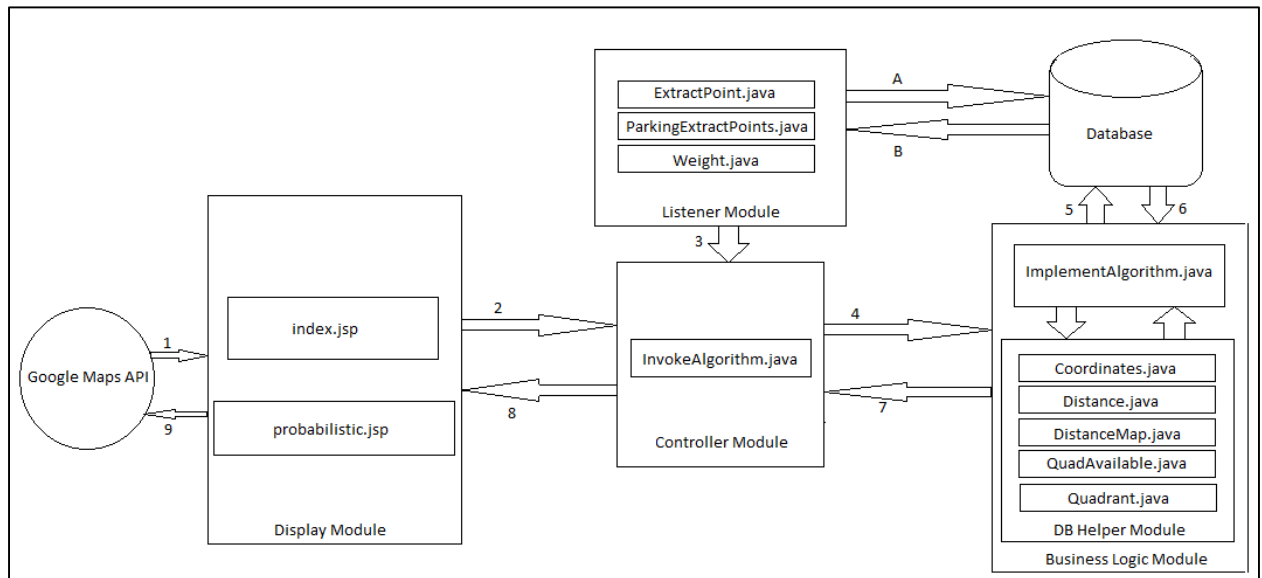 ExtractPoint.java
ParkingExtractPoints.java
Weight.java
Listener Module
A
B
Database
3
5
6
Google Maps API
1
9
index.jsp
probabilistic.jsp
Display Module
2
8
InvokeAlgorithm.java
Controller Module
4
7
ImplementAlgorithm.java
Coordinates.java
Distance.java
DistanceMap.java
QuadAvailable.java
Quadrant.java
DB Helper Module
Business Logic Module